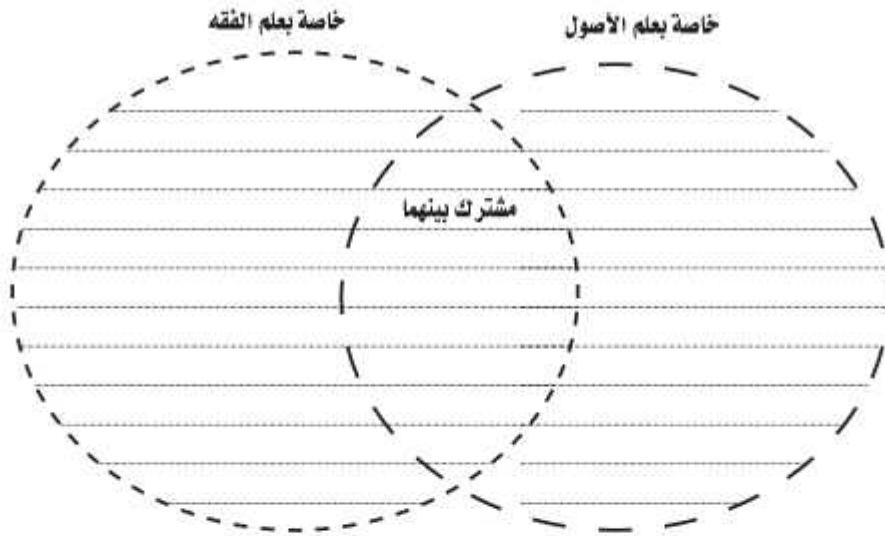 خاصة بعلم الأصول
خاصة بعلم الفقه
مشترك بينهما